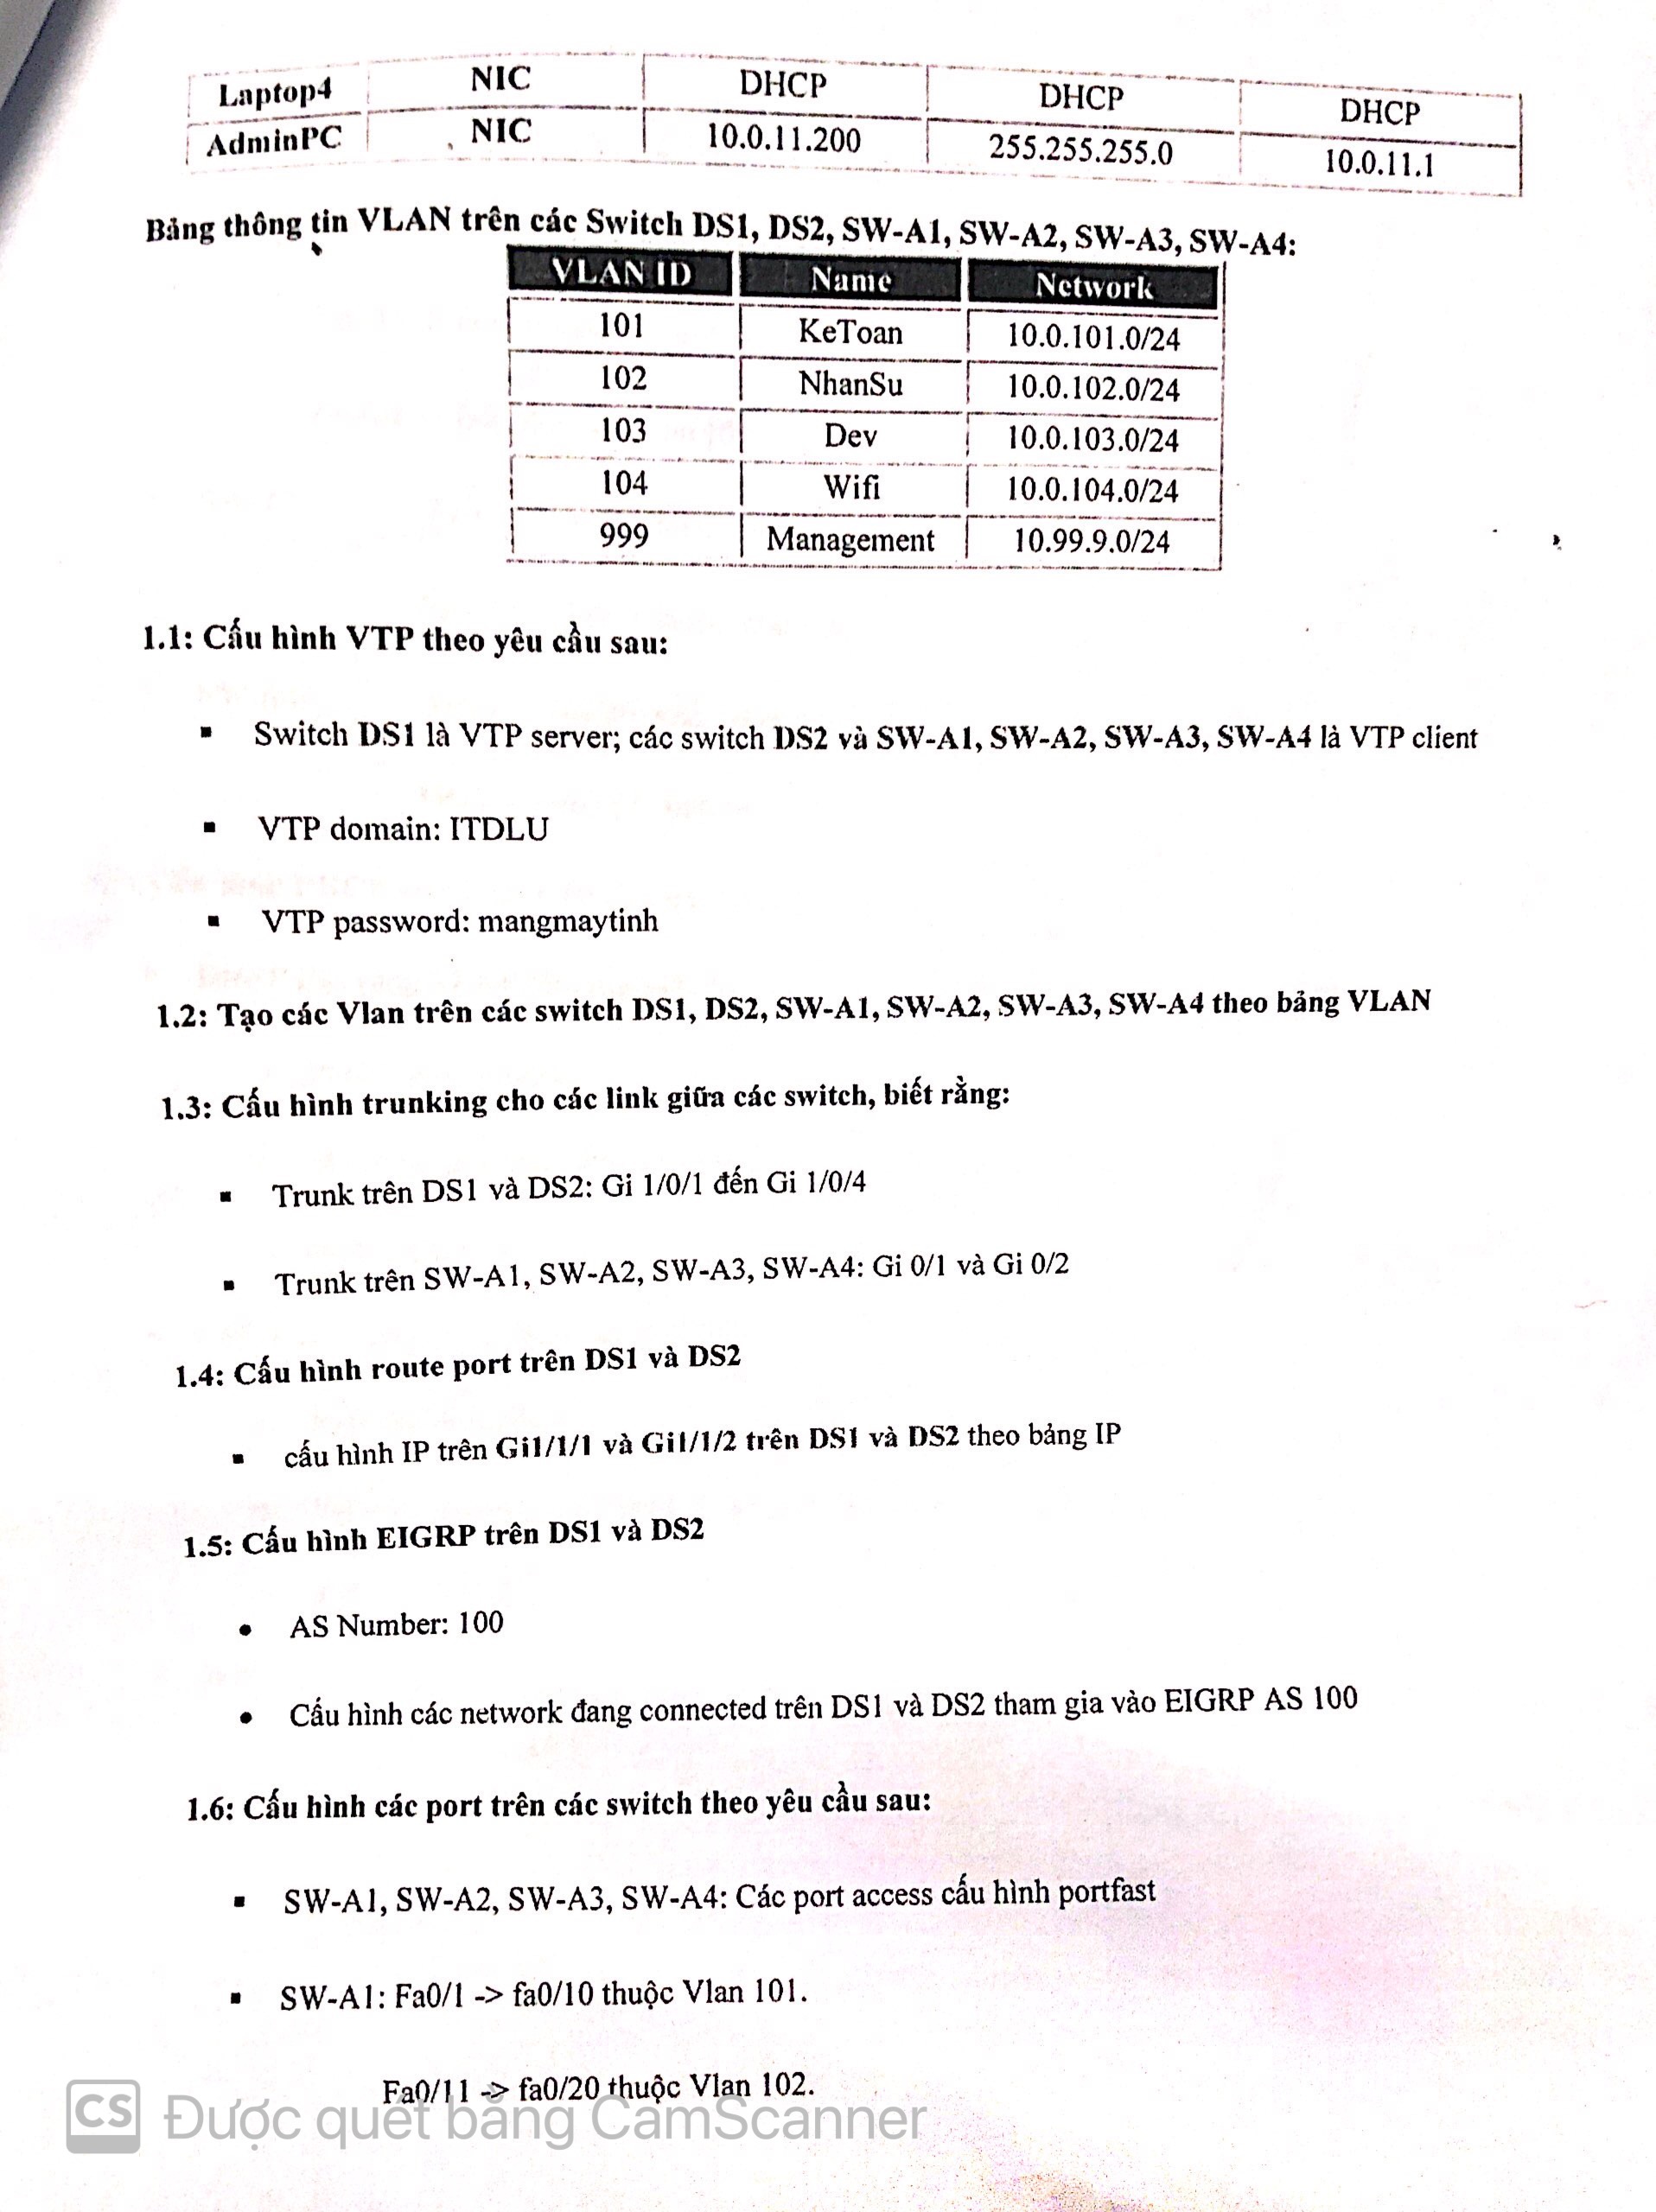 Laptop4 NIC DHCP DHCP DHCP
AdminPC NIC 10.0.11.200 255.255.255.0 10.0.11.1
Bảng thông tin VLAN trên các Switch DS1, DS2, SW-A1, SW-A2, SW-A3, SW-A4:
VLAN ID Name Network
101 KeToan 10.0.101.0/24
102 NhanSu 10.0.102.0/24
103 Dev 10.0.103.0/24
104 Wifi 10.0.104.0/24
999 Management 10.99.9.0/24
1.1: Cấu hình VTP theo yêu cầu sau:
▪ Switch DS1 là VTP server; các switch DS2 và SW-A1, SW-A2, SW-A3, SW-A4 là VTP client
▪ VTP domain: ITDLU
▪ VTP password: mangmaytinh
1.2: Tạo các Vlan trên các switch DS1, DS2, SW-A1, SW-A2, SW-A3, SW-A4 theo bảng VLAN
1.3: Cấu hình trunking cho các link giữa các switch, biết rằng:
▪ Trunk trên DS1 và DS2: Gi 1/0/1 đến Gi 1/0/4
▪ Trunk trên SW-A1, SW-A2, SW-A3, SW-A4: Gi 0/1 và Gi 0/2
1.4: Cấu hình route port trên DS1 và DS2
▪ cấu hình IP trên Gi1/1/1 và Gi1/1/2 trên DS1 và DS2 theo bảng IP
1.5: Cấu hình EIGRP trên DS1 và DS2
• AS Number: 100
• Cấu hình các network đang connected trên DS1 và DS2 tham gia vào EIGRP AS 100
1.6: Cấu hình các port trên các switch theo yêu cầu sau:
▪ SW-A1, SW-A2, SW-A3, SW-A4: Các port access cấu hình portfast
▪ SW-A1: Fa0/1 -> fa0/10 thuộc Vlan 101.
Fa0/11 -> fa0/20 thuộc Vlan 102.
CS Được quét bằng CamScanner